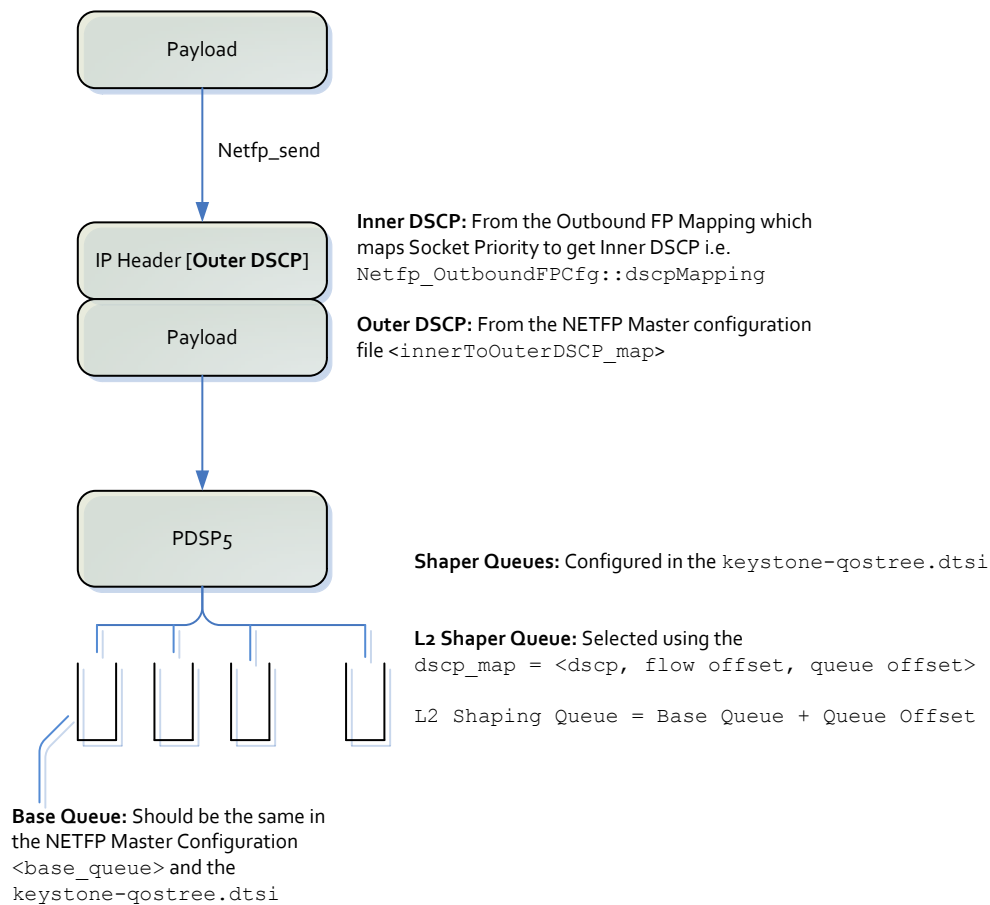 Payload
Netfp_send
IP Header [Outer DSCP]
Payload
Inner DSCP: From the Outbound FP Mapping which
maps Socket Priority to get Inner DSCP i.e.
Netfp_OutboundFPCfg::dscpMapping
Outer DSCP: From the NETFP Master configuration
file <innerToOuterDSCP_map>
PDSP5
Shaper Queues: Configured in the keystone-qostree.dtsi
L2 Shaper Queue: Selected using the
dscp_map = <dscp, flow offset, queue offset>
L2 Shaping Queue = Base Queue + Queue Offset
Base Queue: Should be the same in
the NETFP Master Configuration
<base_queue> and the
keystone-qostree.dtsi